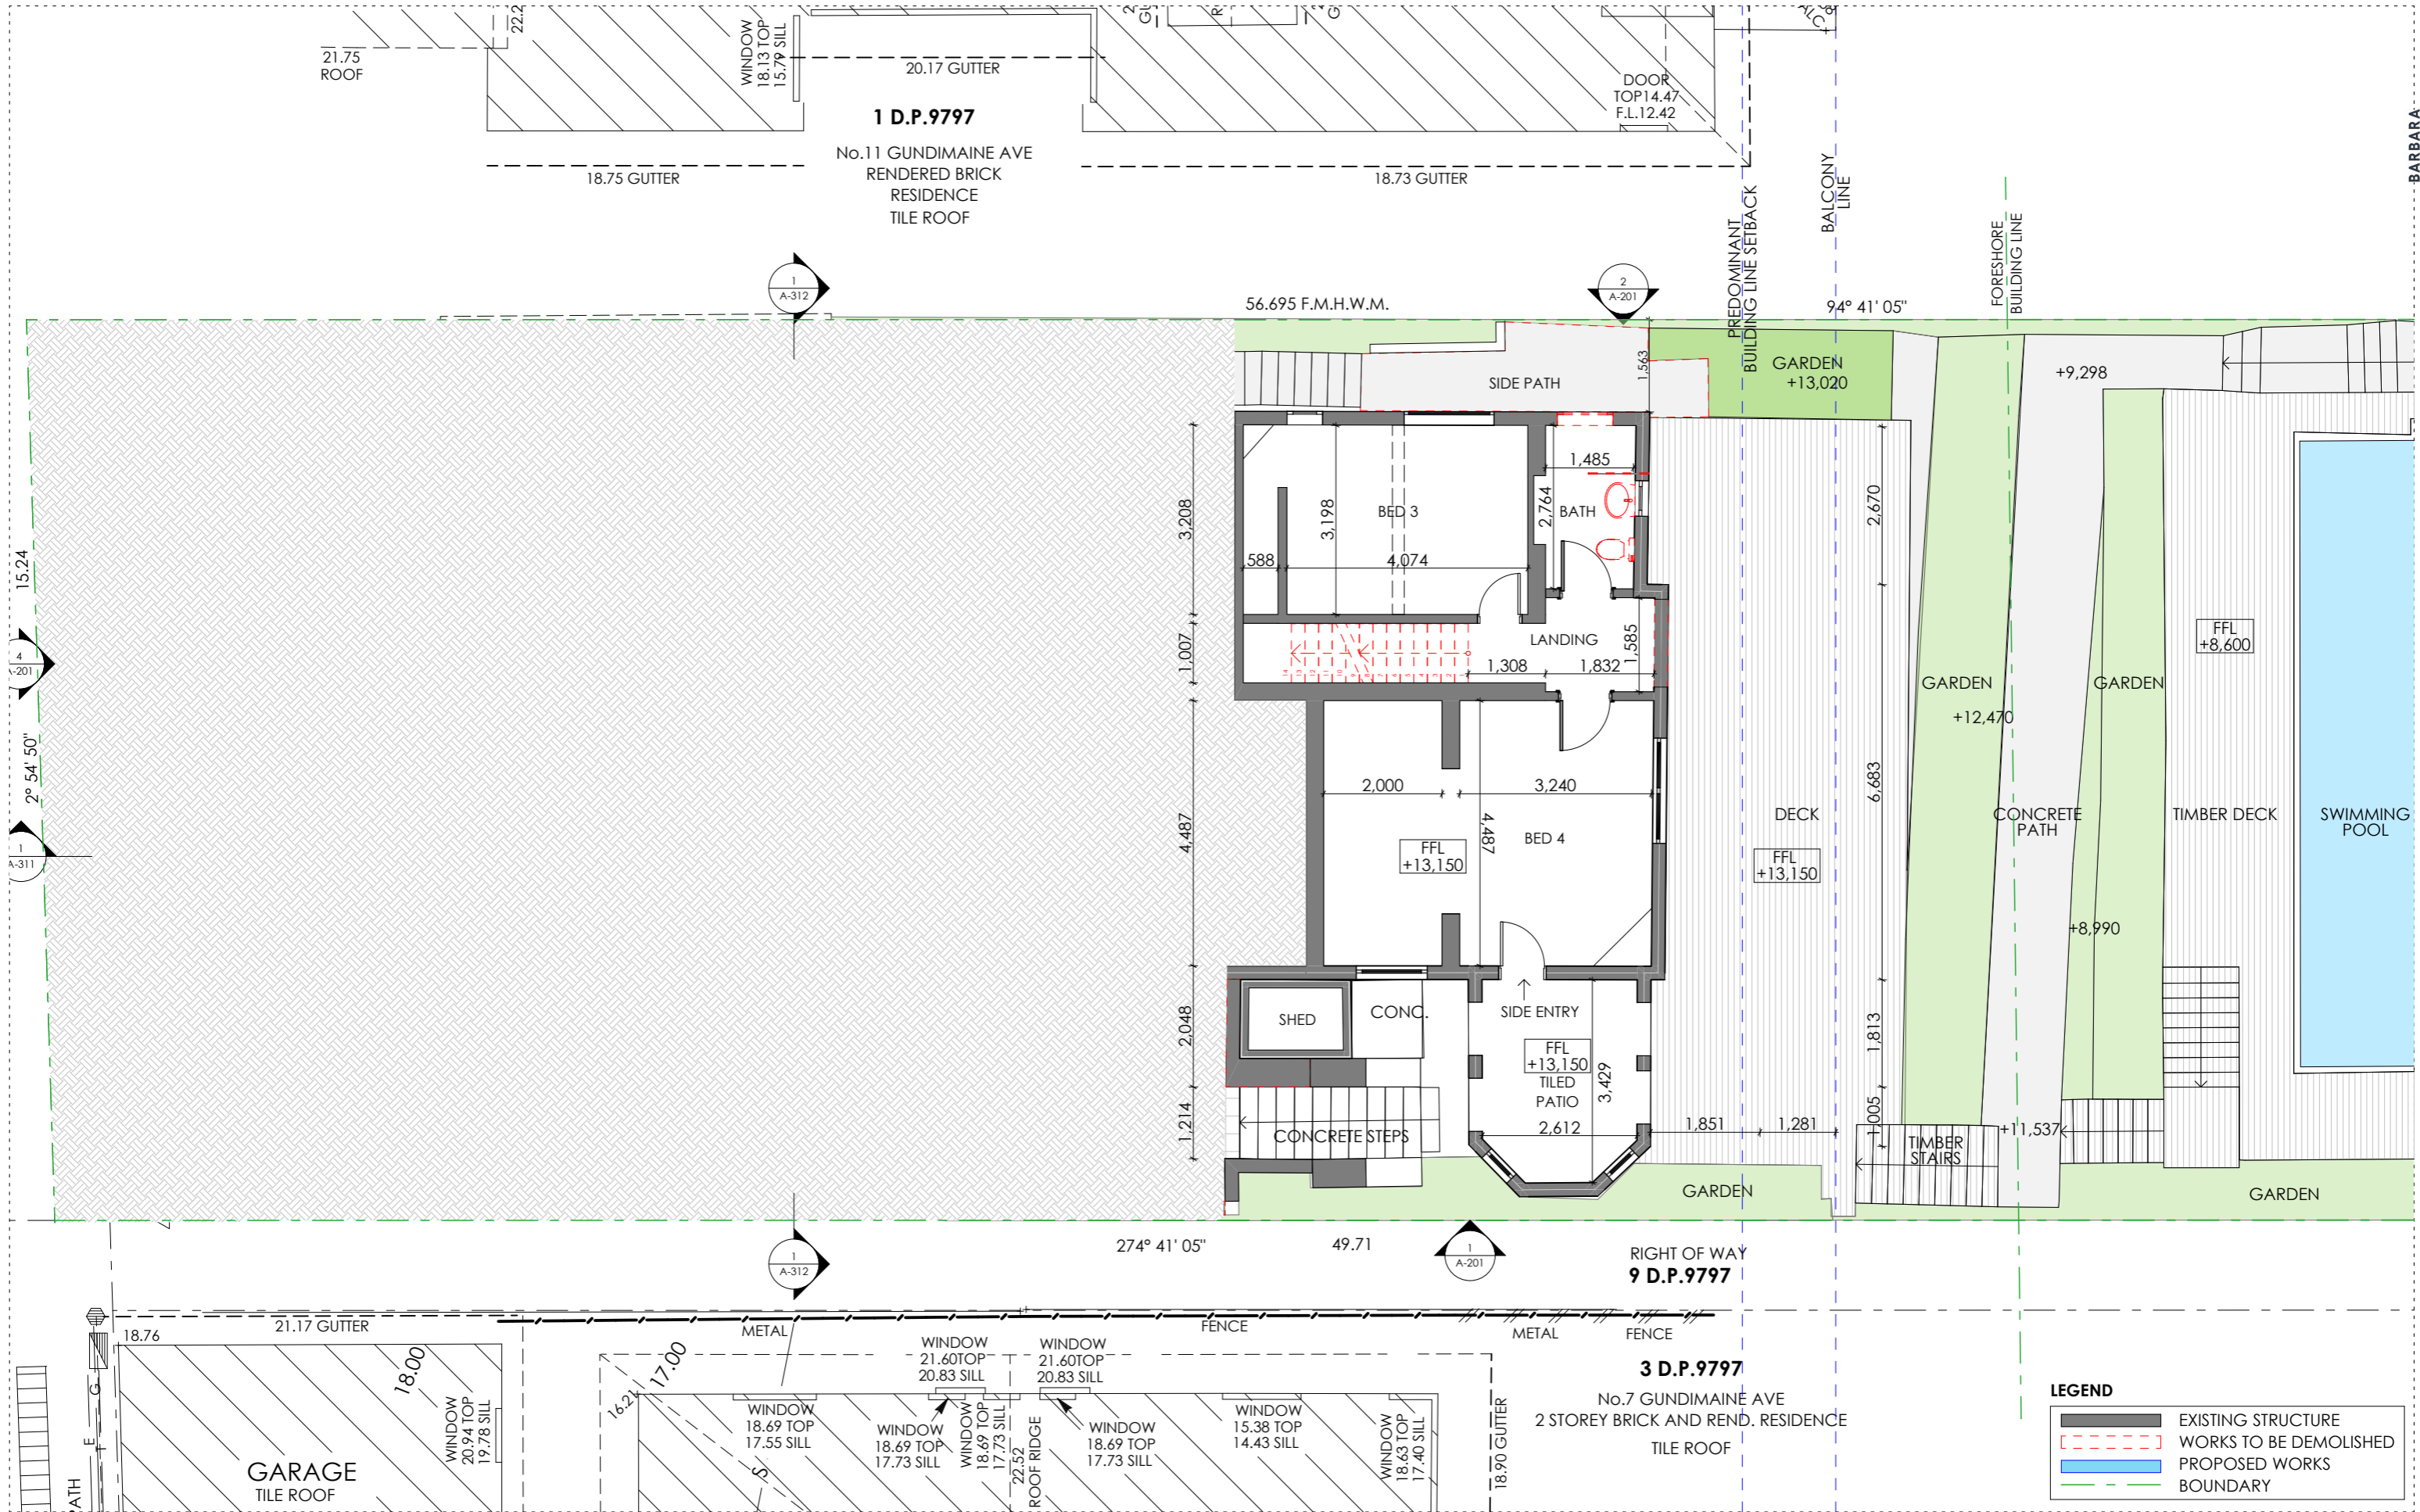 21.75
ROOF
22.2
WINDOW
18.13 TOP
15.79 SILL
20.17 GUTTER
DOOR
TOP14.47
F.L.12.42
1 D.P.9797
No.11 GUNDIMAINE AVE
RENDERED BRICK
RESIDENCE
TILE ROOF
18.75 GUTTER
18.73 GUTTER
PREDOMINANT
BUILDING LINE SETBACK
BALCONY
LINE
FORESHORE
BUILDING LINE
BARBARA
1
A-312
2
A-201
56.695 F.M.H.W.M.
94° 41' 05"
SIDE PATH
1,563
GARDEN
+13,020
+9,298
3,208
3,198
BED 3
588
4,074
1,485
2,764
BATH
2,670
15.24
4
A-201
1,007
LANDING
1,308
1,832
1,585
14
13
12
11
10
9
8
7
6
5
4
3
2
1
FFL
+8,600
GARDEN
+12,470
GARDEN
2° 54' 50"
1
A-311
4,487
2,000
3,240
4,487
BED 4
FFL
+13,150
6,683
DECK
FFL
+13,150
CONCRETE
PATH
TIMBER DECK
SWIMMING
POOL
+8,990
2,048
SHED
CONC.
SIDE ENTRY
FFL
+13,150
TILED
PATIO
3,429
1,813
1,214
CONCRETE STEPS
2,612
1,851
1,281
1,005
TIMBER
STAIRS
+11,537
GARDEN
GARDEN
1
A-312
274° 41' 05"
49.71
1
A-201
RIGHT OF WAY
9 D.P.9797
21.17 GUTTER
18.76
METAL
FENCE
METAL
FENCE
18.00
WINDOW
20.94 TOP
19.78 SILL
GARAGE
TILE ROOF
PATH
E
G
T
16.21
17.00
WINDOW
18.69 TOP
17.55 SILL
WINDOW
21.60TOP
20.83 SILL
WINDOW
18.69 TOP
17.73 SILL
WINDOW
18.69 TOP
17.73 SILL
22.52
ROOF RIDGE
WINDOW
21.60TOP
20.83 SILL
WINDOW
18.69 TOP
17.73 SILL
WINDOW
15.38 TOP
14.43 SILL
WINDOW
18.63 TOP
17.40 SILL
18.90 GUTTER
S
3 D.P.9797
No.7 GUNDIMAINE AVE
2 STOREY BRICK AND REND. RESIDENCE
TILE ROOF
LEGEND
EXISTING STRUCTURE
WORKS TO BE DEMOLISHED
PROPOSED WORKS
BOUNDARY